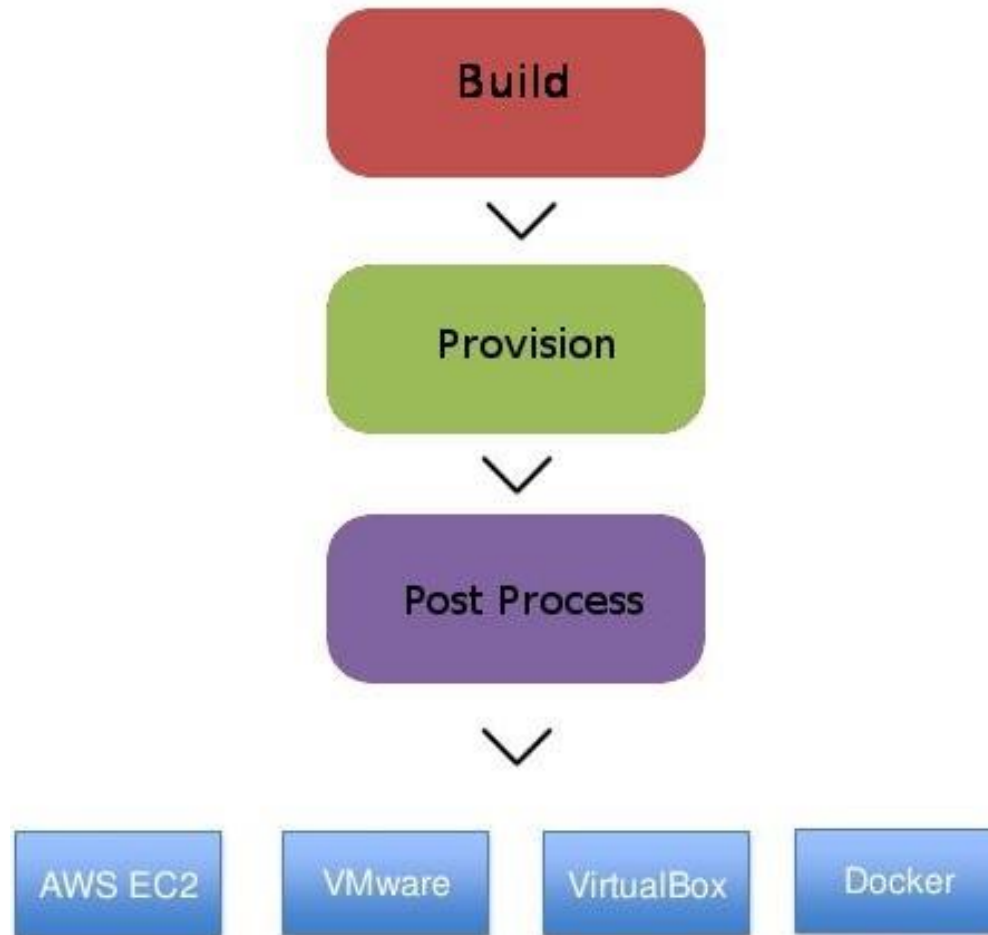 Build
Provision
Post Process
AWS EC2
VMware
VirtualBox
Docker